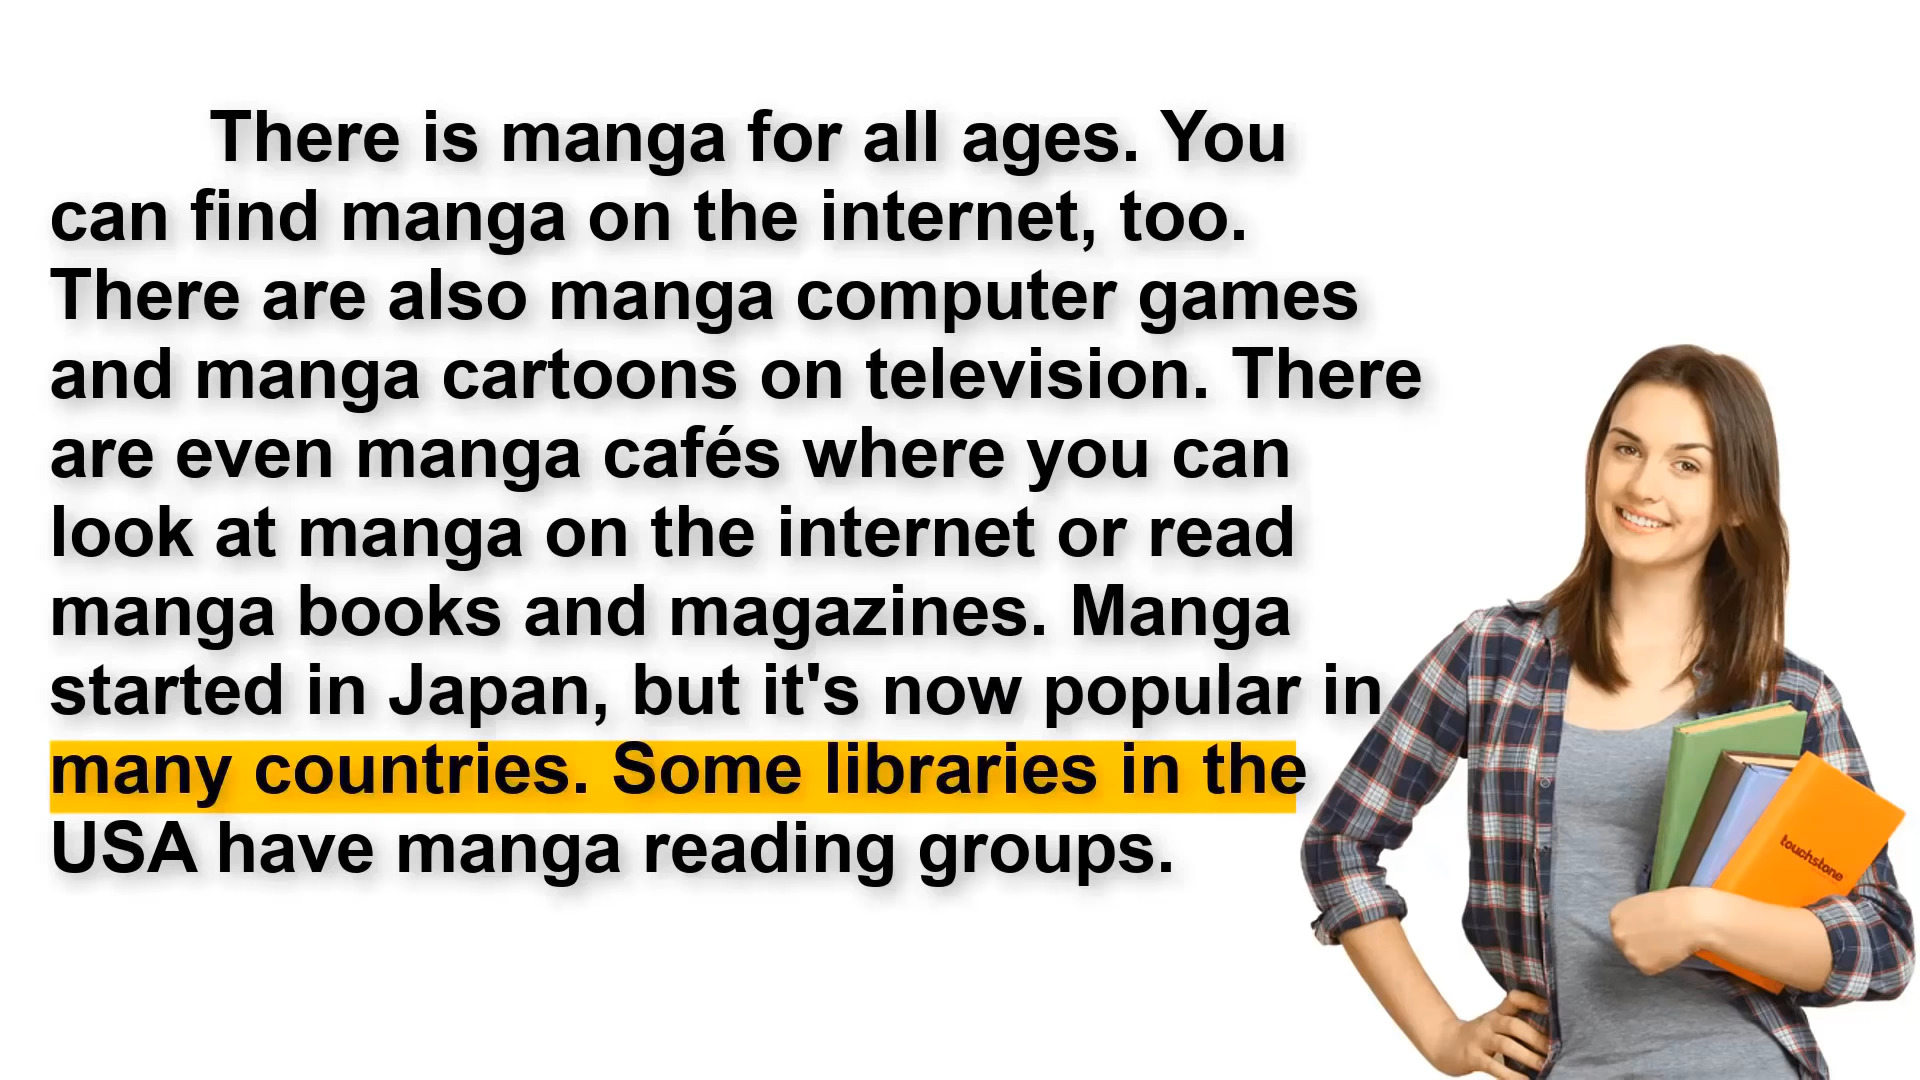 There is manga for all ages. You
can find manga on the internet, too.
There are also manga computer games
and manga cartoons on television. There
are even manga cafés where you can
look at manga on the internet or read
manga books and magazines. Manga
started in Japan, but it's now popular in
many countries. Some libraries in the
USA have manga reading groups.
touchstone